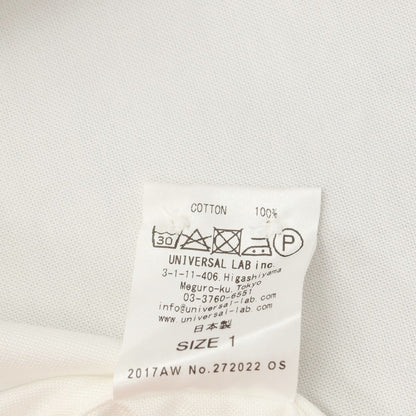 COTTON 100%
30 P
UNIVERSAL LAB inc.
3-1-11-406. Higashiyama
Meguro-ku. Tokyo
03-3760-6551
info@universal-lab.com
www.universal-lab.com
日本製
SIZE 1
2017AW No.272022 OS